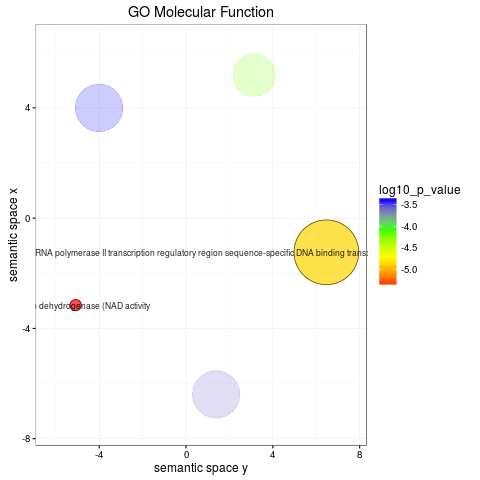 GO Molecular Function
semantic space x
4
0
-4
-8
RNA polymerase II transcription regulatory region sequence-specific DNA binding
dehydrogenase (NAD activity
-4
0
4
8
semantic space y
log10_p_value
-3.5
-4.0
-4.5
-5.0